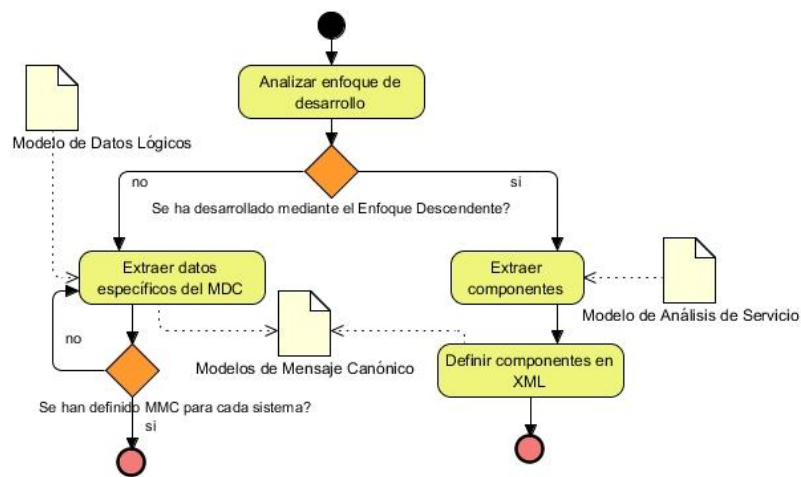 Analizar enfoque de
desarrollo
Modelo de Datos Lógicos
no
si
Se ha desarrollado mediante el Enfoque Descendente?
Extraer datos
específicos del MDC
Extraer
componentes
Modelo de Análisis de Servicio
no
Modelos de Mensaje Canónico
Definir componentes en
XML
Se han definido MMC para cada sistema?
si